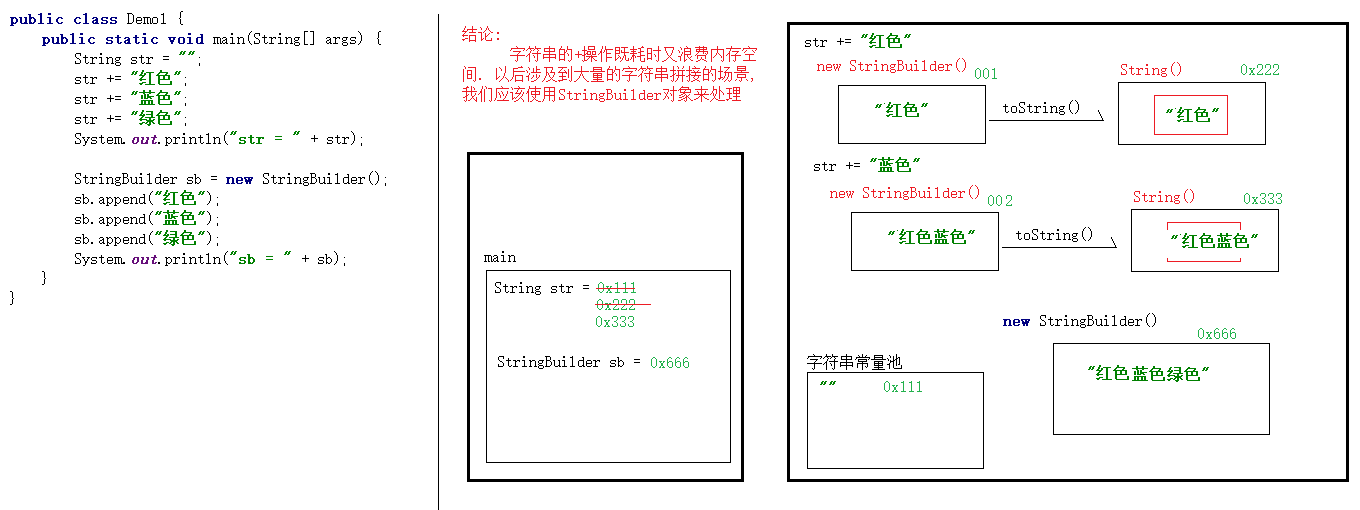 public class Demo1 {
public static void main(String[] args) {
String str = "";
str += "红色";
str += "蓝色";
str += "绿色";
System.out.println("str = " + str);
StringBuilder sb = new StringBuilder();
sb.append("红色");
sb.append("蓝色");
sb.append("绿色");
System.out.println("sb = " + sb);
}
}
结论:
字符串的+操作既耗时又浪费内存空
间. 以后涉及到大量的字符串拼接的场景,
我们应该使用StringBuilder对象来处理
main
String str = 0x111
0x222
0x333
StringBuilder sb = 0x666
str += "红色"
new StringBuilder() 001
"红色"
toString()
String() 0x222
"红色"
str += "蓝色"
new StringBuilder() 002
"红色蓝色"
toString()
String() 0x333
"红色蓝色"
new StringBuilder()
0x666
"红色蓝色绿色"
字符串常量池
"" 0x111